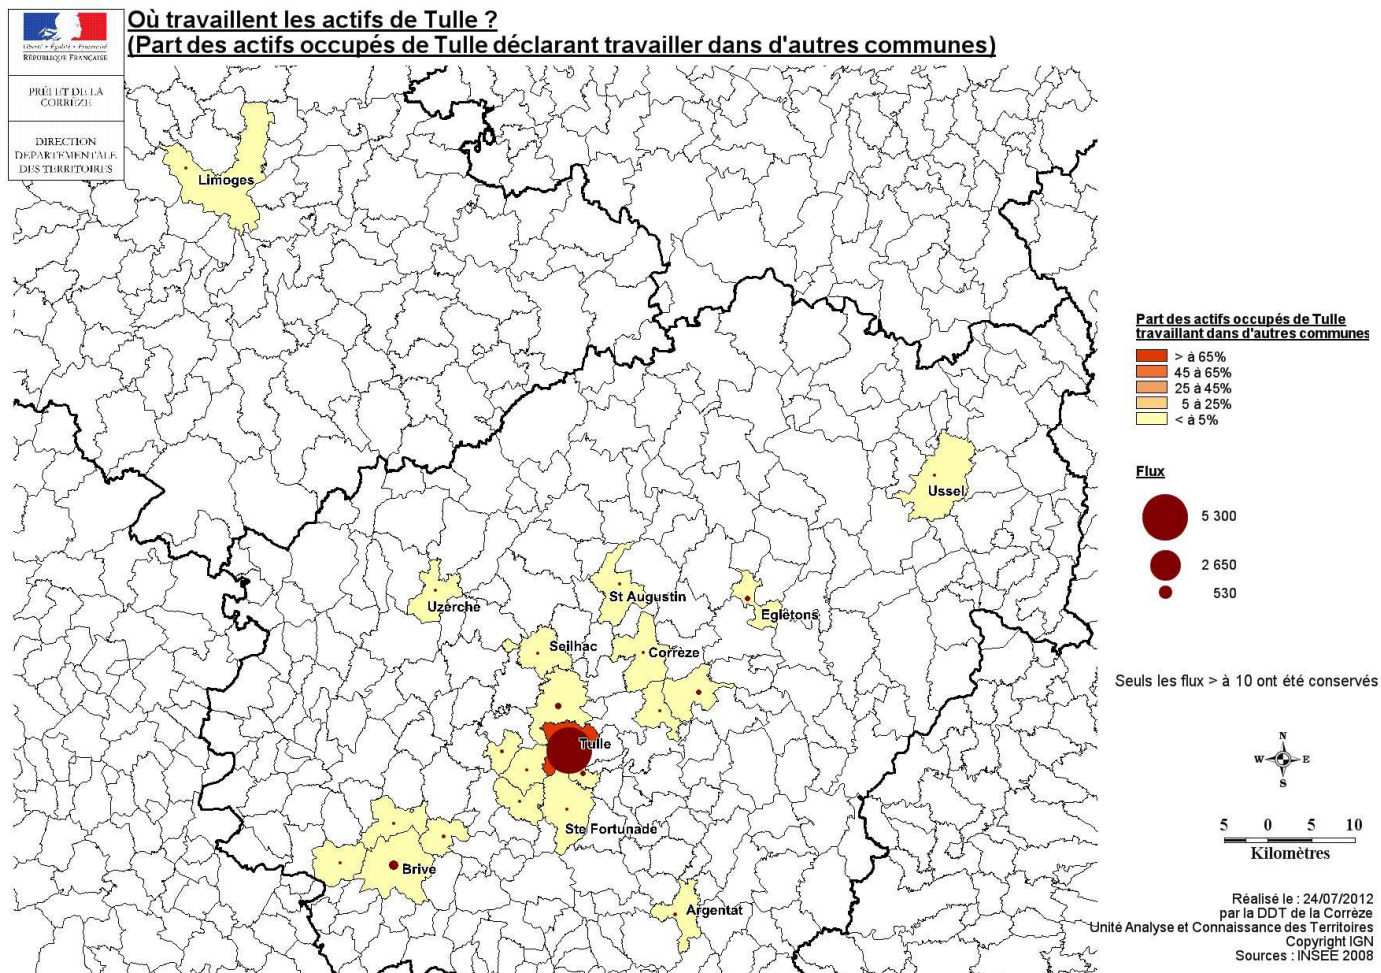 Où travaillent les actifs de Tulle ?
(Part des actifs occupés de Tulle déclarant travailler dans d'autres communes)
Liberté • Égalité • Fraternité
RÉPUBLIQUE FRANÇAISE
PRÉFET DE LA
CORRÈZE
DIRECTION
DEPARTEMENTALE
DES TERRITOIRES
Limoges
Ussel
Uzerche
St Augustin
Eglètons
Seilhac
Corrèze
Tulle
Ste Fortunade
Brive
Argentat
Part des actifs occupés de Tulle
travaillant dans d'autres communes
> à 65%
45 à 65%
25 à 45%
5 à 25%
< à 5%
Flux
5 300
2 650
530
Seuls les flux > à 10 ont été conservés
N
W E
S
5 0 5 10
Kilomètres
Réalisé le : 24/07/2012
par la DDT de la Corrèze
Unité Analyse et Connaissance des Territoires
Copyright IGN
Sources : INSEE 2008